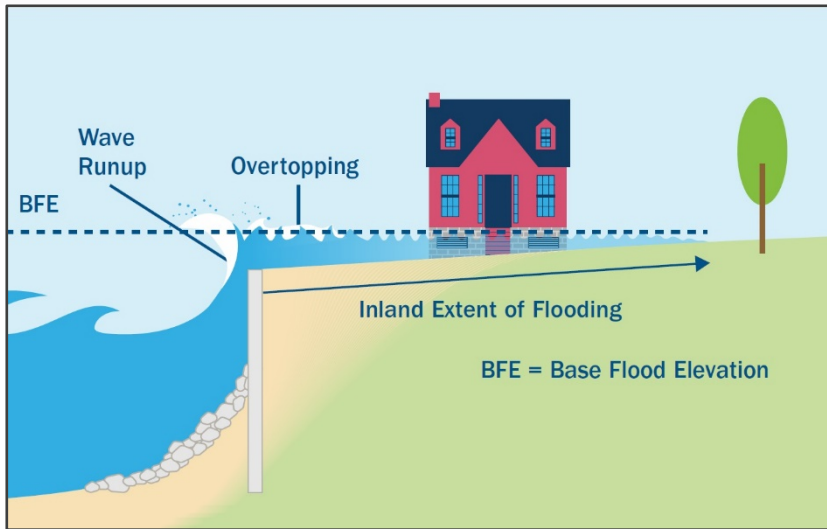 Wave
Runup
Overtopping
BFE
Inland Extent of Flooding
BFE = Base Flood Elevation